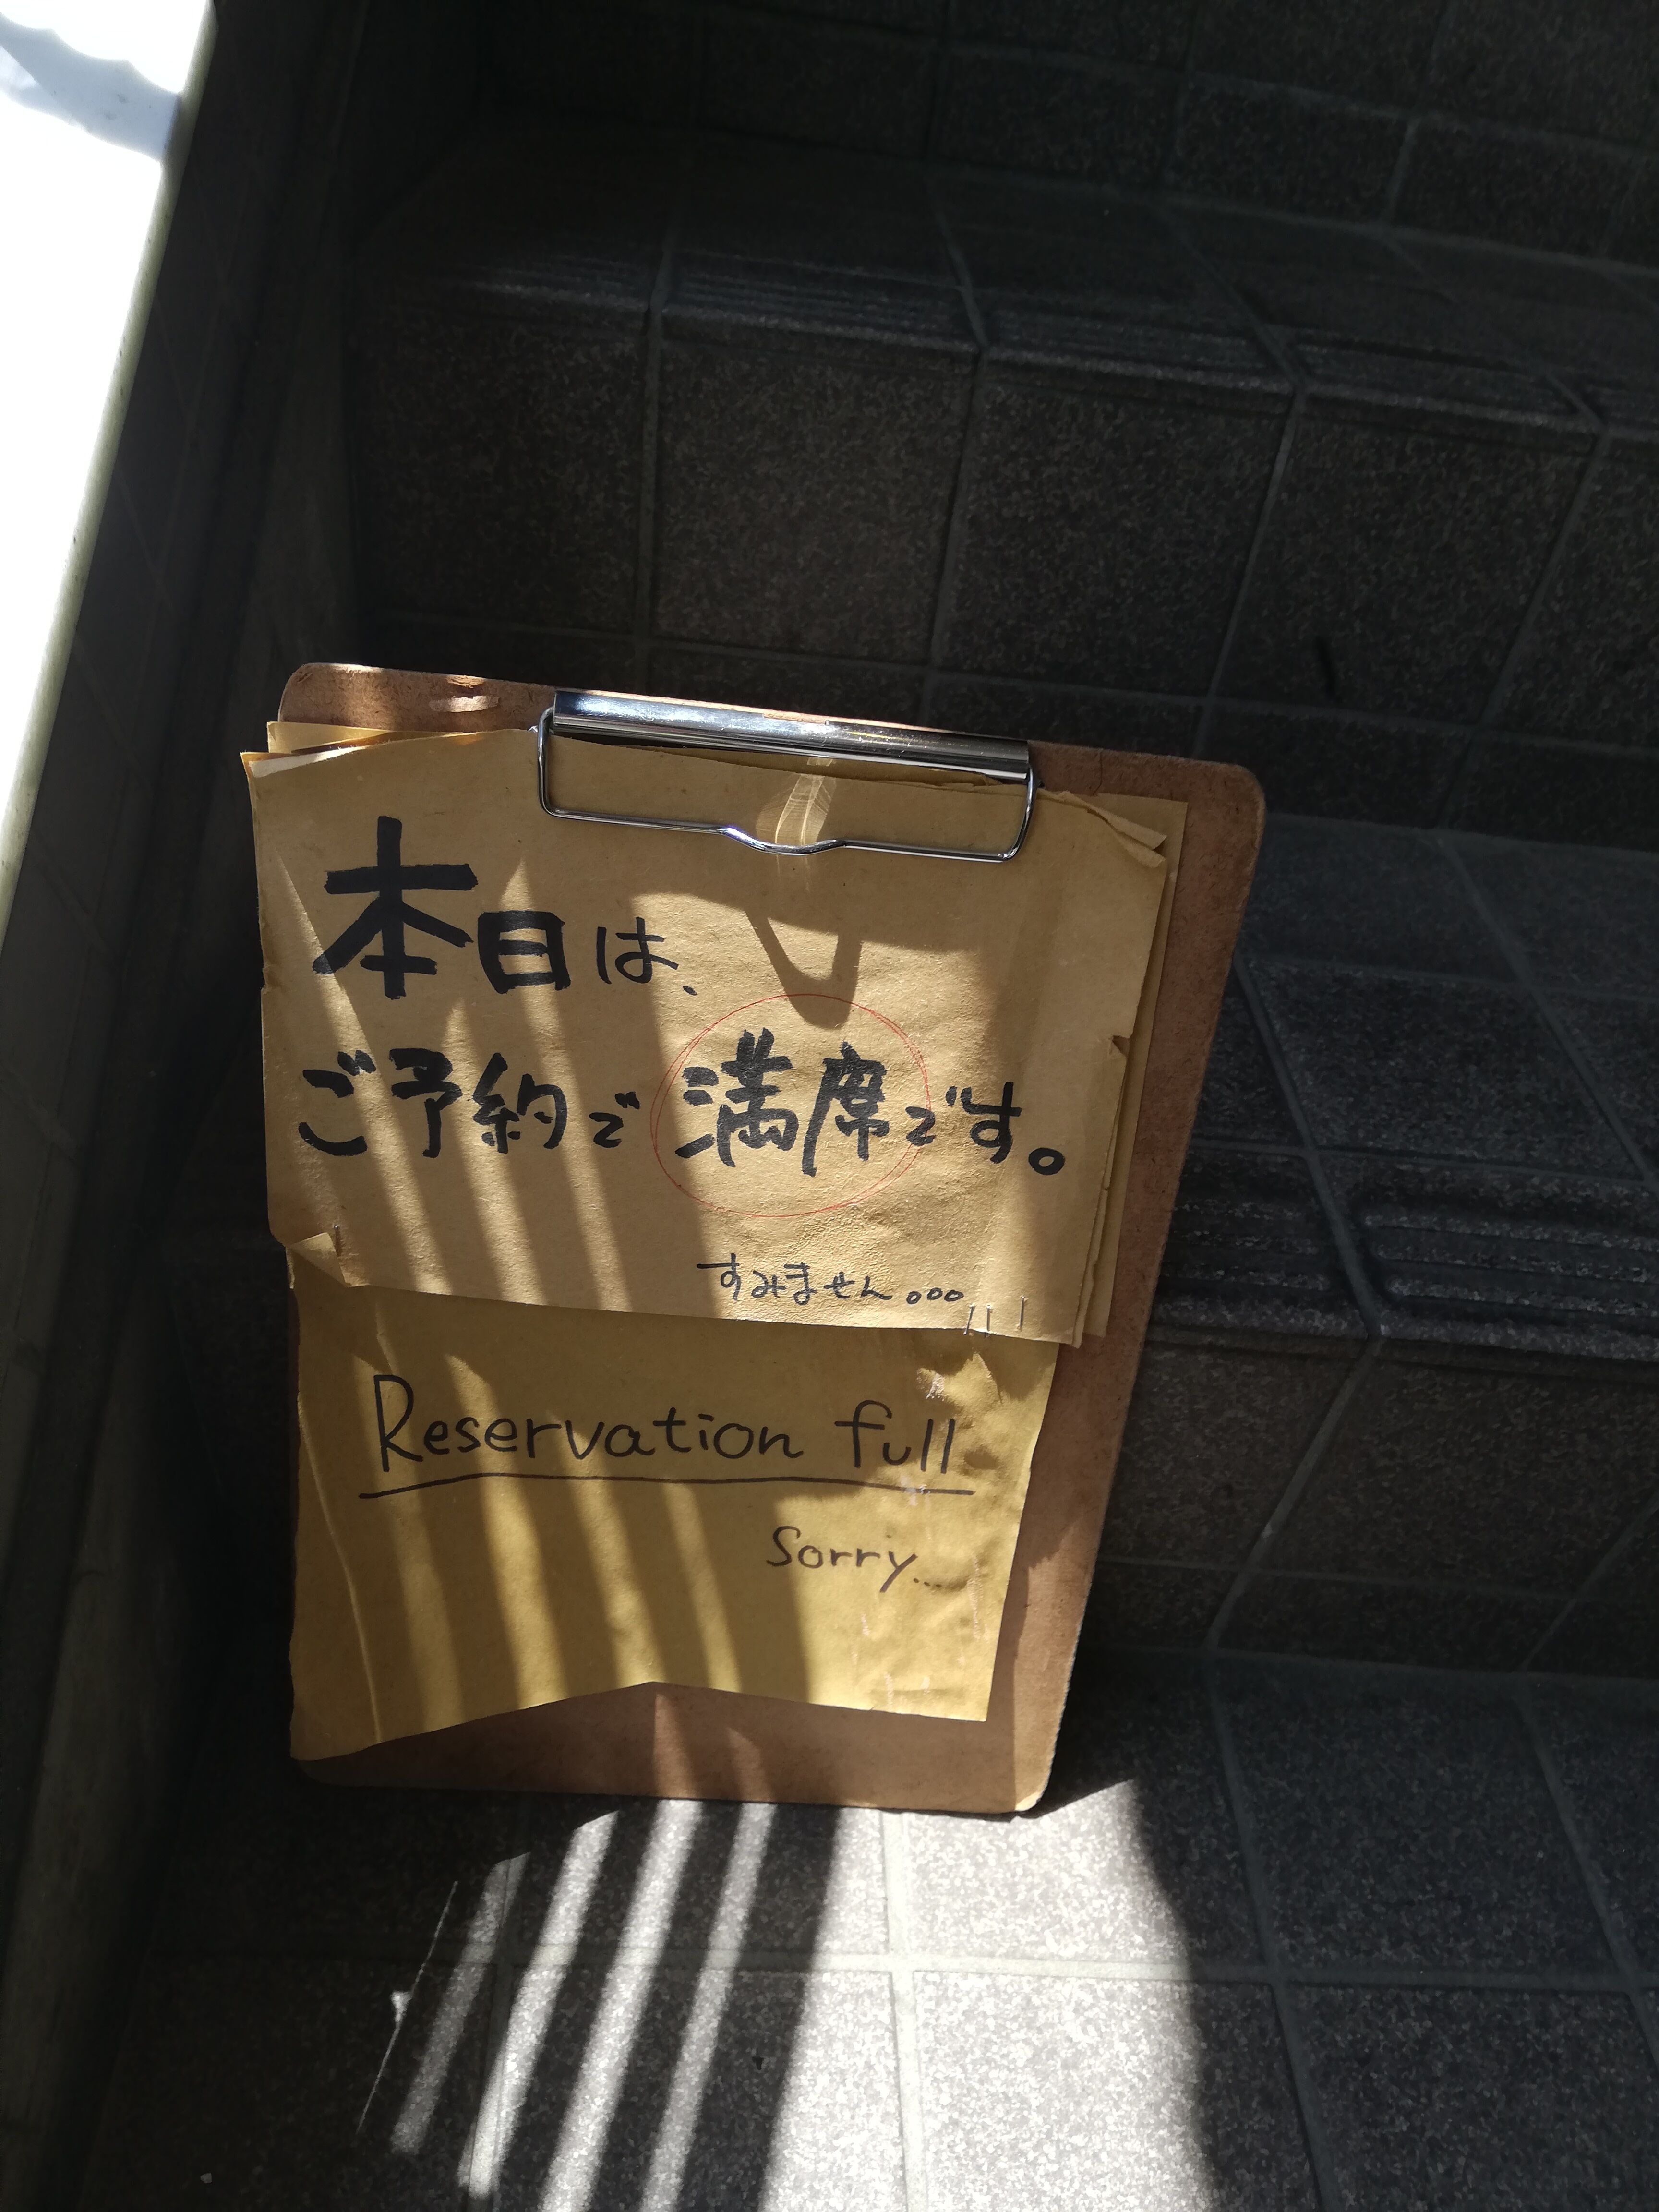 本日は、
ご予約で満席です。
すみません。。。
Reservation full
Sorry...